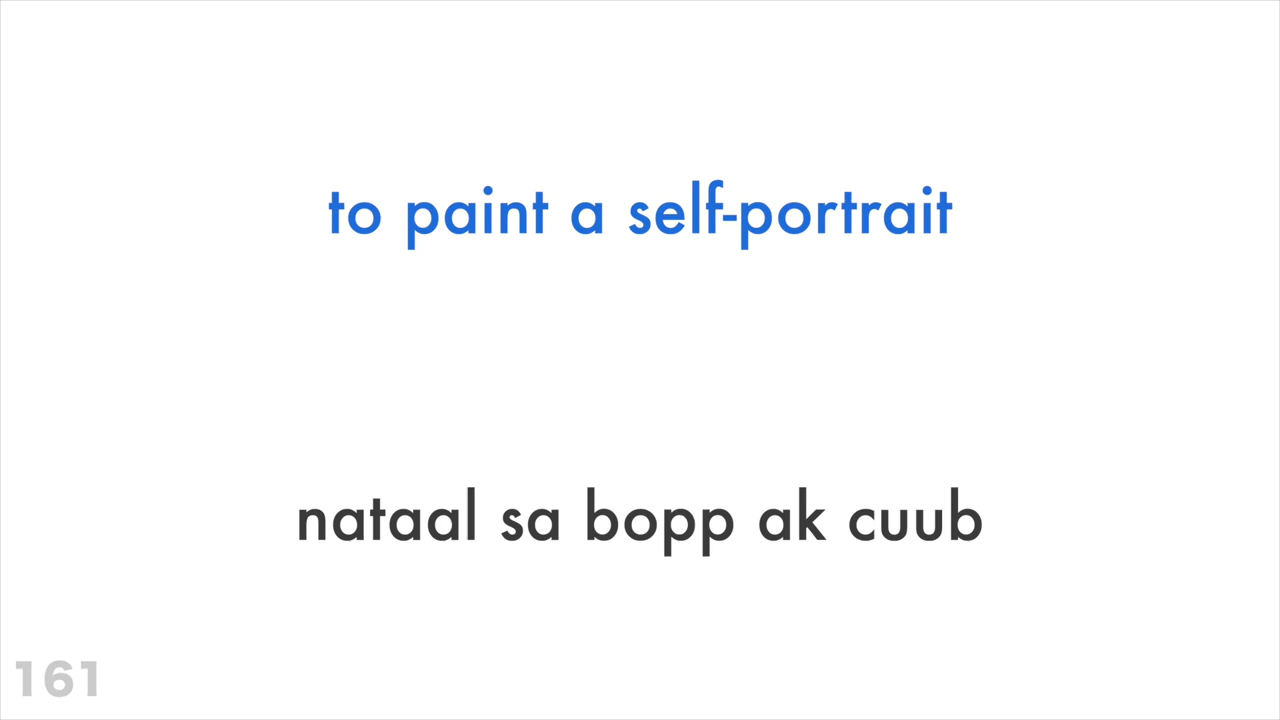 to paint a self-portrait
nataal sa bopp ak cuub
161